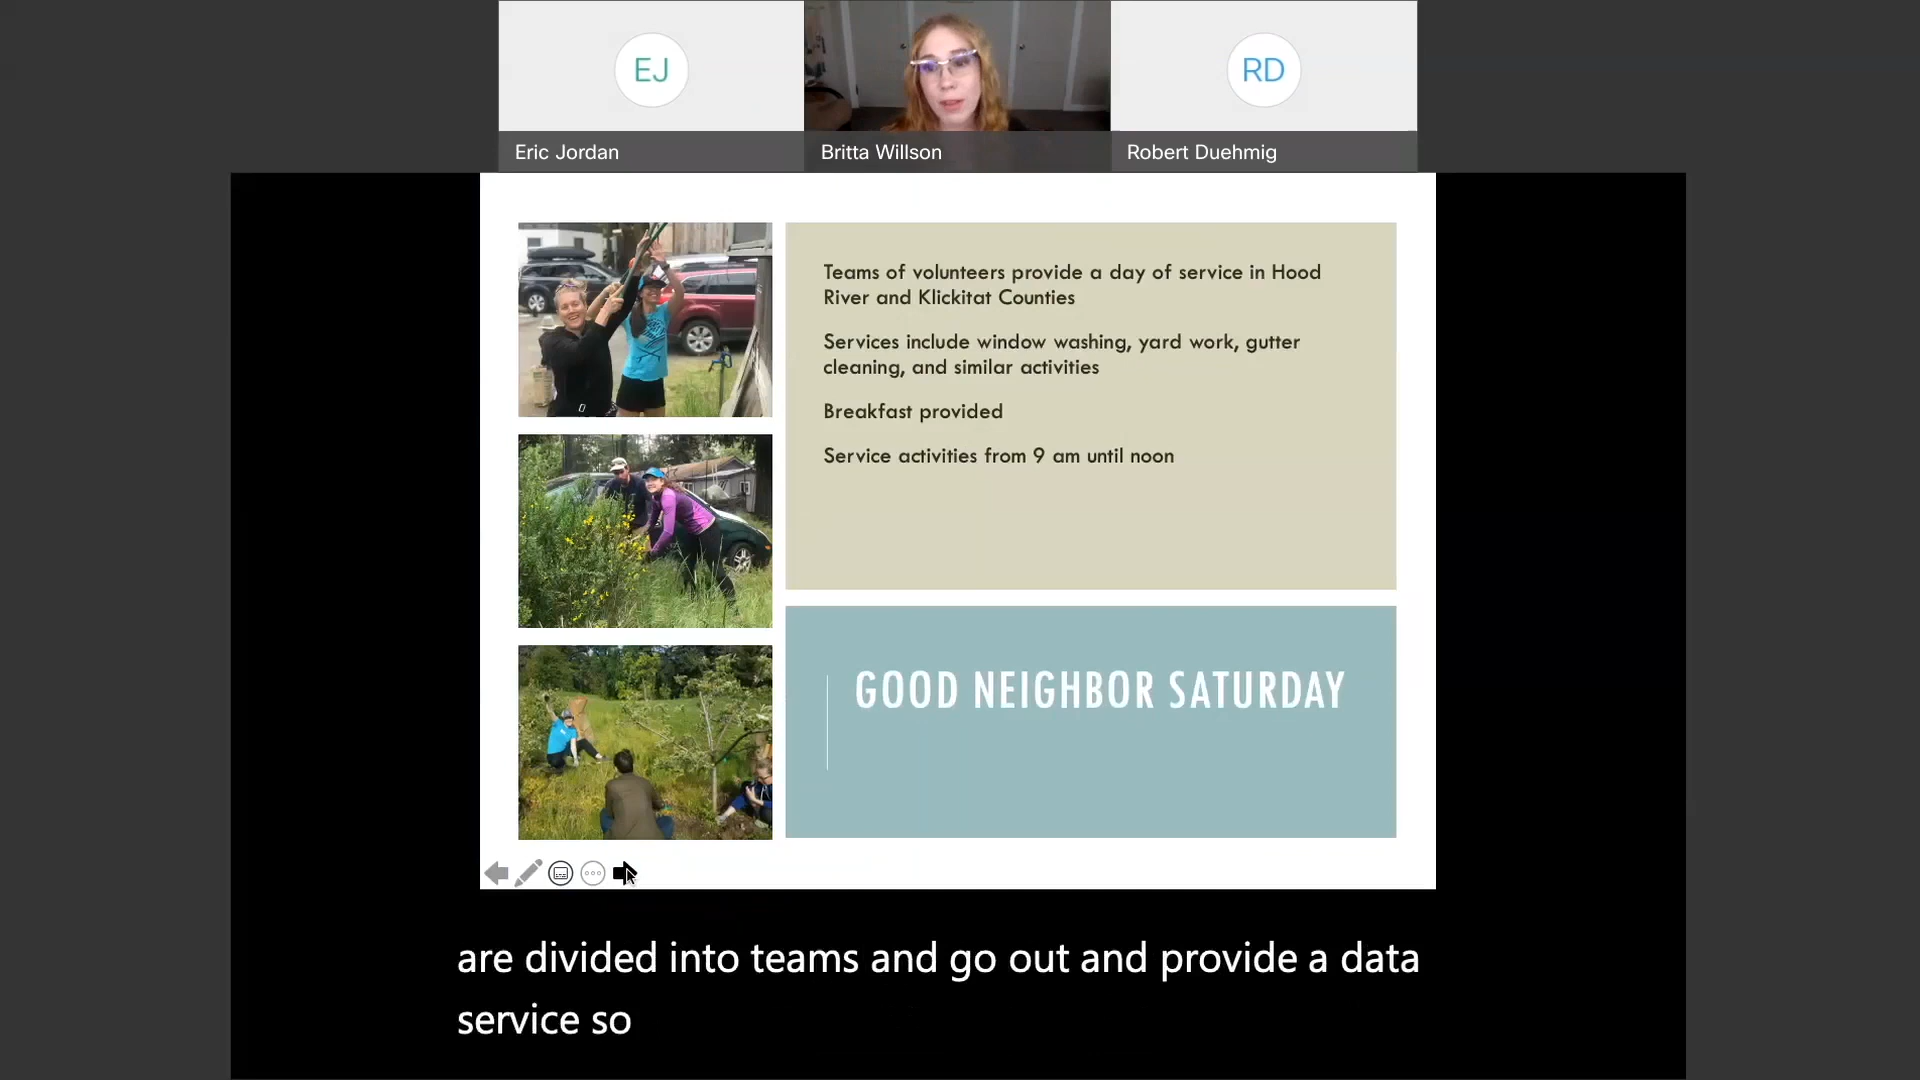 EJ
RD
Eric Jordan
Britta Willson
Robert Duehmig
Teams of volunteers provide a day of service in Hood
River and Klickitat Counties
Services include window washing, yard work, gutter
cleaning, and similar activities
Breakfast provided
Service activities from 9 am until noon
GOOD NEIGHBOR SATURDAY
are divided into teams and go out and provide a data
service so